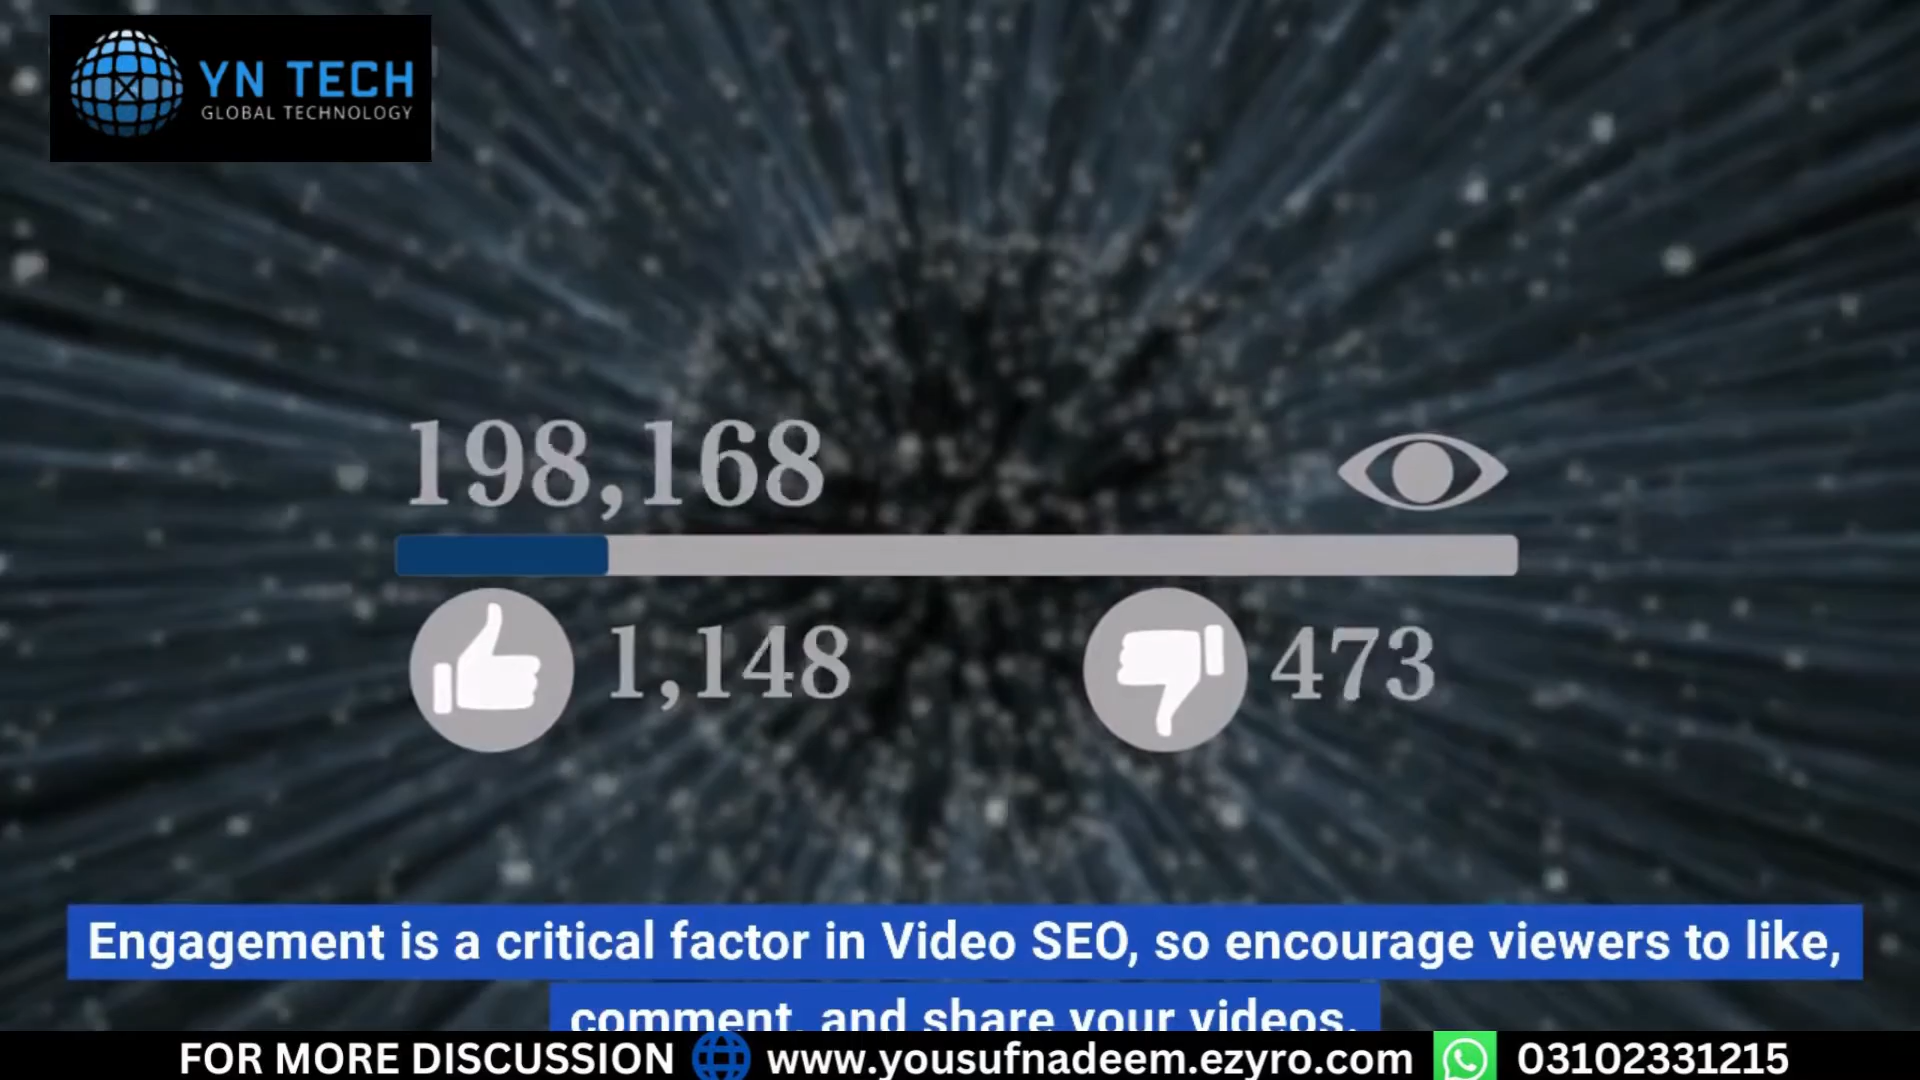 YN TECH
GLOBAL TECHNOLOGY
198,168
1,148
473
Engagement is a critical factor in Video SEO, so encourage viewers to like,
comment, and share your videos.
FOR MORE DISCUSSION www.yousufnadeem.ezyro.com 03102331215